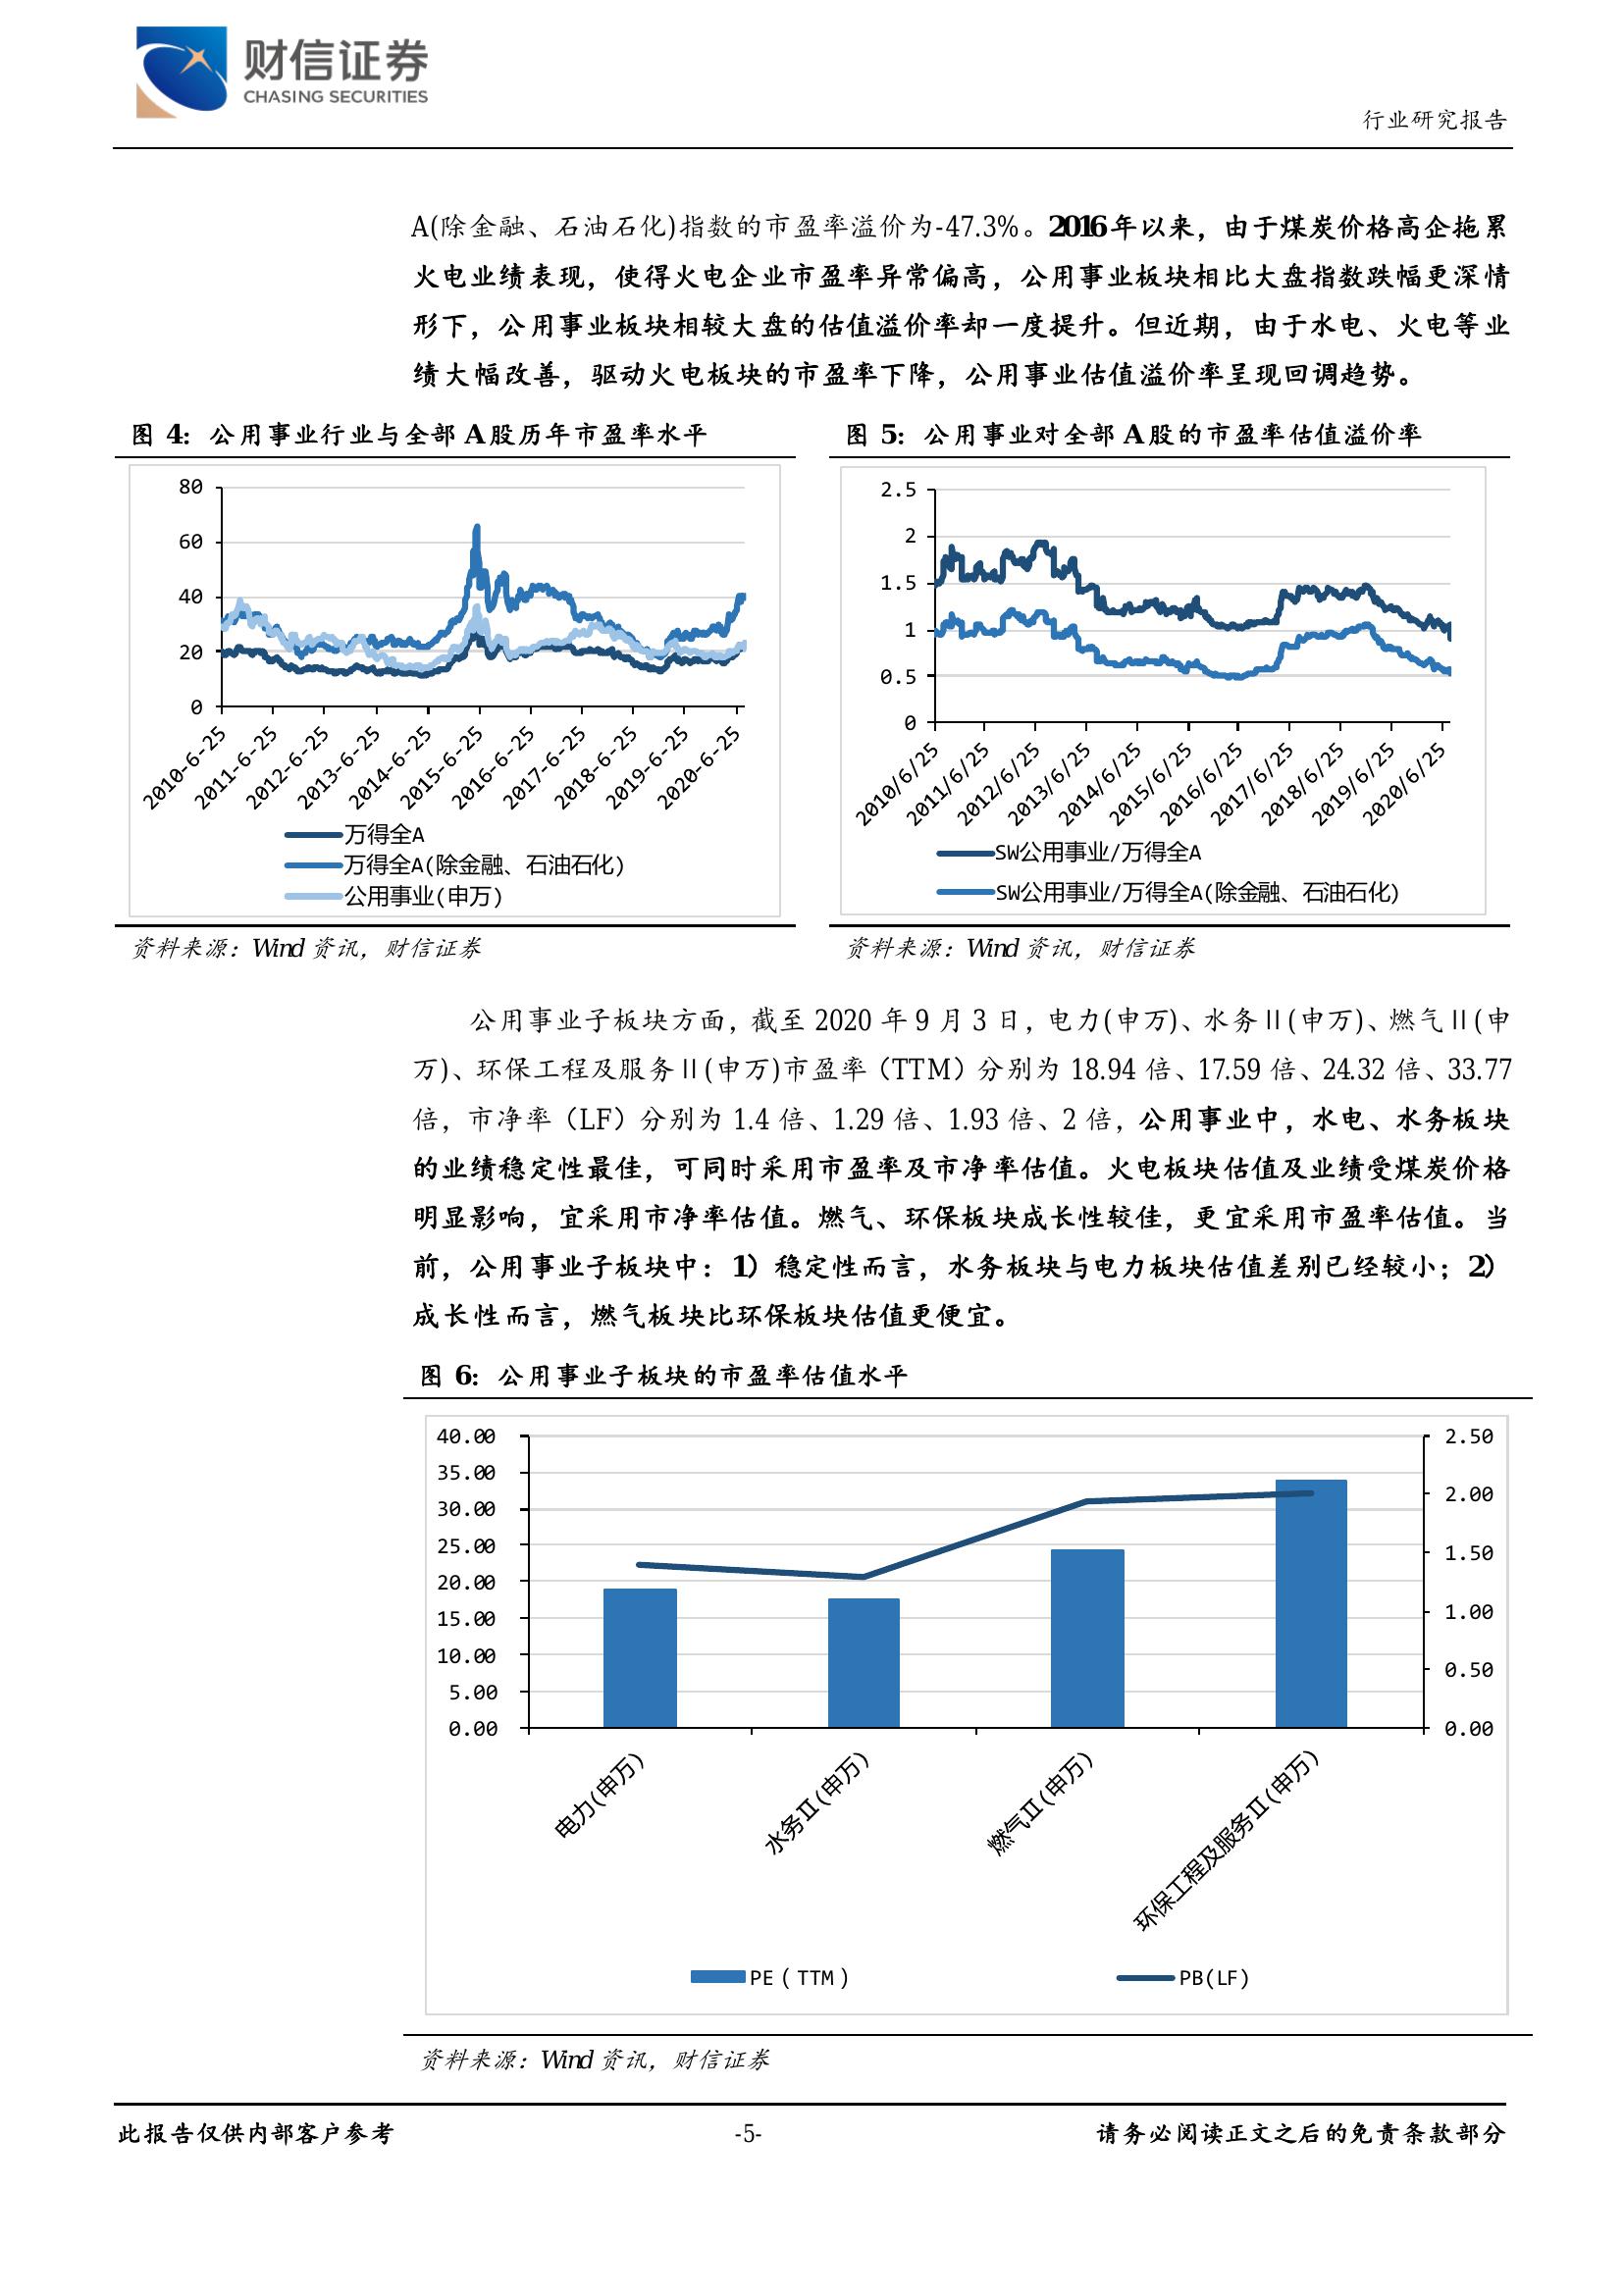 财信证券
CHASING SECURITIES
行业研究报告
A(除金融、石油石化)指数的市盈率溢价为-47.3%。2016年以来，由于煤炭价格高企拖累
火电业绩表现，使得火电企业市盈率异常偏高，公用事业板块相比大盘指数跌幅更深情
形下，公用事业板块相较大盘的估值溢价率却一度提升。但近期，由于水电、火电等业
绩大幅改善，驱动火电板块的市盈率下降，公用事业估值溢价率呈现回调趋势。
图 4：公用事业行业与全部 A股历年市盈率水平
80
60
40
20
0
2010-6-25
2011-6-25
2012-6-25
2013-6-25
2014-6-25
2015-6-25
2016-6-25
2017-6-25
2018-6-25
2019-6-25
2020-6-25
万得全A
万得全A(除金融、石油石化)
公用事业(申万)
资料来源：Wind 资讯，财信证券
图 5：公用事业对全部 A股的市盈率估值溢价率
2.5
2
1.5
1
0.5
0
2010/6/25
2011/6/25
2012/6/25
2013/6/25
2014/6/25
2015/6/25
2016/6/25
2017/6/25
2018/6/25
2019/6/25
2020/6/25
SW公用事业/万得全A
SW公用事业/万得全A(除金融、石油石化)
资料来源：Wind 资讯，财信证券
公用事业子板块方面，截至 2020 年 9 月 3 日，电力(申万)、水务Ⅱ(申万)、燃气Ⅱ(申
万)、环保工程及服务Ⅱ(申万)市盈率（TTM）分别为 18.94 倍、17.59 倍、24.32 倍、33.77
倍，市净率（LF）分别为 1.4 倍、1.29 倍、1.93 倍、2 倍，公用事业中，水电、水务板块
的业绩稳定性最佳，可同时采用市盈率及市净率估值。火电板块估值及业绩受煤炭价格
明显影响，宜采用市净率估值。燃气、环保板块成长性较佳，更宜采用市盈率估值。当
前，公用事业子板块中：1）稳定性而言，水务板块与电力板块估值差别已经较小；2）
成长性而言，燃气板块比环保板块估值更便宜。
图 6：公用事业子板块的市盈率估值水平
40.00
35.00
30.00
25.00
20.00
15.00
10.00
5.00
0.00
2.50
2.00
1.50
1.00
0.50
0.00
电力(申万)
水务Ⅱ(申万)
燃气Ⅱ(申万)
环保工程及服务Ⅱ(申万)
PE（TTM）
PB(LF)
资料来源：Wind 资讯，财信证券
此报告仅供内部客户参考
-5-
请务必阅读正文之后的免责条款部分